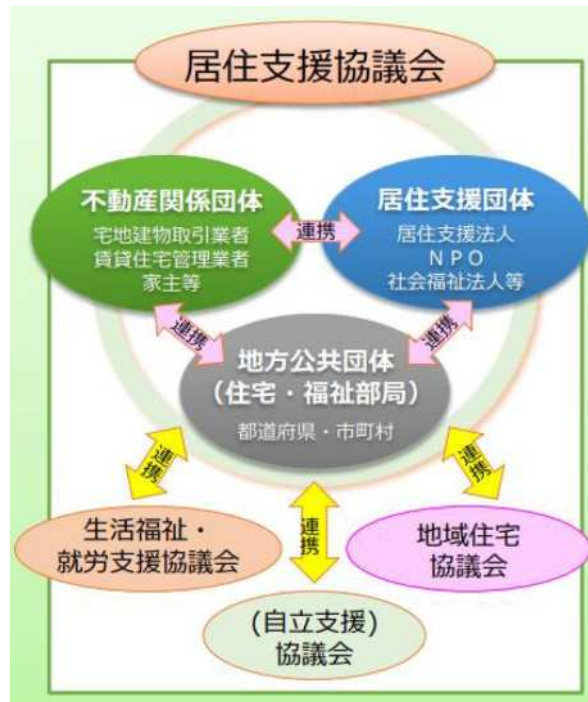 居住支援協議会
不動産関係団体
宅地建物取引業者
賃貸住宅管理業者
家主等
連携
居住支援団体
居住支援法人
NPO
社会福祉法人等
連携
連携
地方公共団体
(住宅・福祉部局)
都道府県・市町村
連携
連携
連携
生活福祉・
就労支援協議会
(自立支援)
協議会
地域住宅
協議会